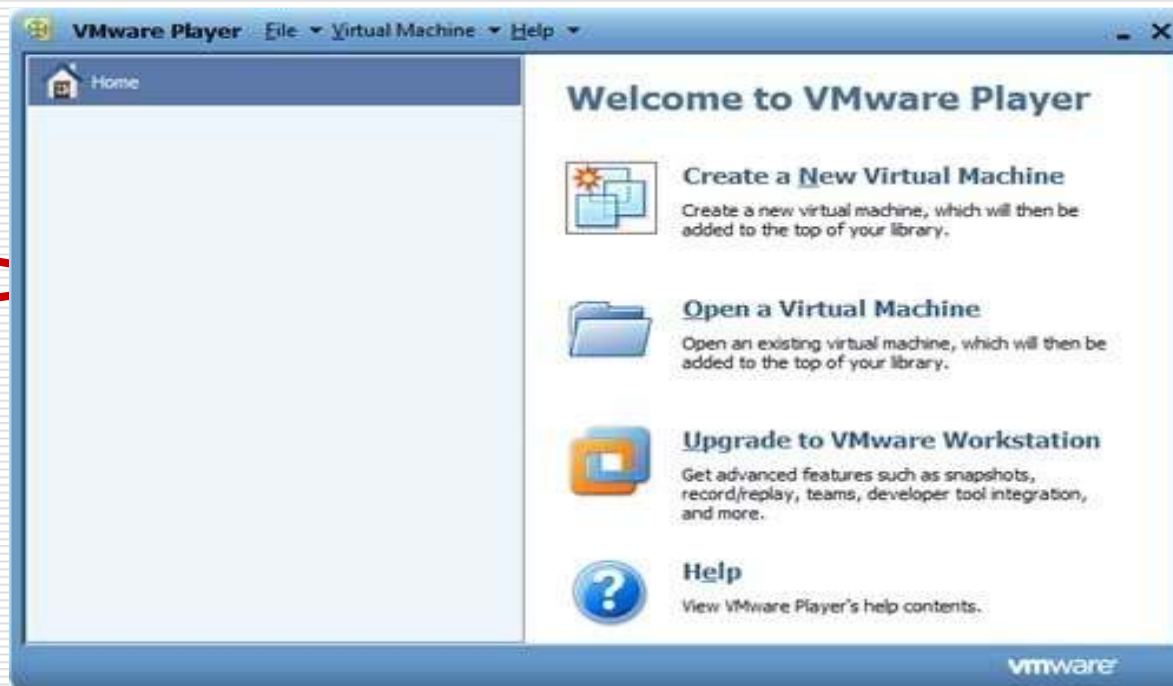 VMware Player File Virtual Machine Help
Home
Welcome to VMware Player
Create a New Virtual Machine
Create a new virtual machine, which will then be
added to the top of your library.
Open a Virtual Machine
Open an existing virtual machine, which will then be
added to the top of your library.
Upgrade to VMware Workstation
Get advanced features such as snapshots,
record/replay, teams, developer tool integration,
and more.
Help
View VMware Player's help contents.
vmware